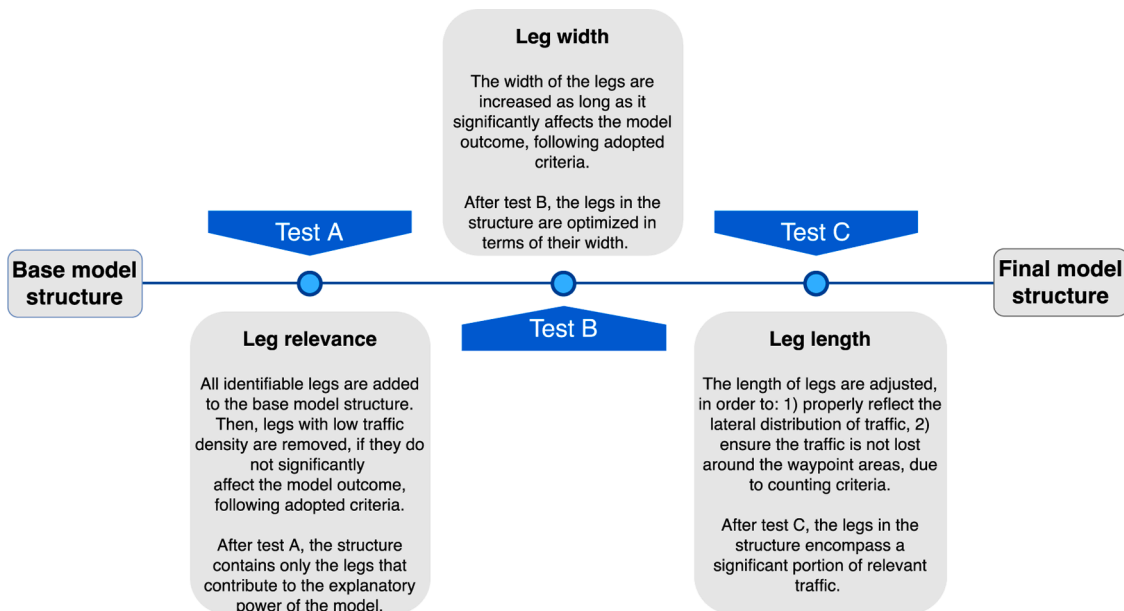 Leg width
The width of the legs are
increased as long as it
significantly affects the model
outcome, following adopted
criteria.
After test B, the legs in the
structure are optimized in
terms of their width.
Test A
Test C
Base model
structure
Final model
structure
Test B
Leg relevance
All identifiable legs are added
to the base model structure.
Then, legs with low traffic
density are removed, if they do
not significantly
affect the model outcome,
following adopted criteria.
After test A, the structure
contains only the legs that
contribute to the explanatory
power of the model.
Leg length
The length of legs are adjusted,
in order to: 1) properly reflect the
lateral distribution of traffic, 2)
ensure the traffic is not lost
around the waypoint areas, due
to counting criteria.
After test C, the legs in the
structure encompass a
significant portion of relevant
traffic.